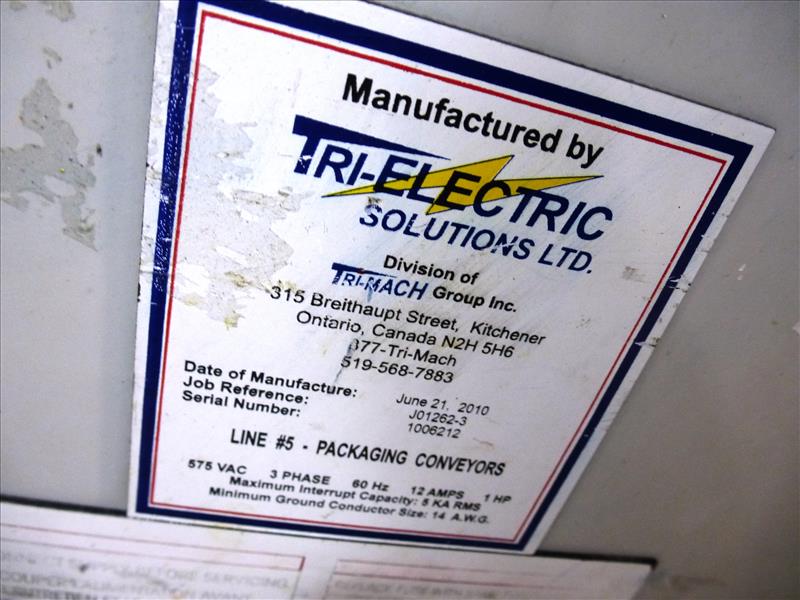 Manufactured by
TRI-ELECTRIC
SOLUTIONS LTD.
Division of
TRI-MACH Group Inc.
315 Breithaupt Street, Kitchener
Ontario, Canada N2H 5H6
877-Tri-Mach
519-568-7883
Date of Manufacture: June 21, 2010
Job Reference: J01262-3
Serial Number: 1006212
LINE #5 - PACKAGING CONVEYORS
575 VAC 3 PHASE 60 Hz 12 AMPS 1 HP
Maximum Interrupt Capacity: 5 KA RMS
Minimum Ground Conductor Size: 14 A.W.G.
BEFORE SERVICING